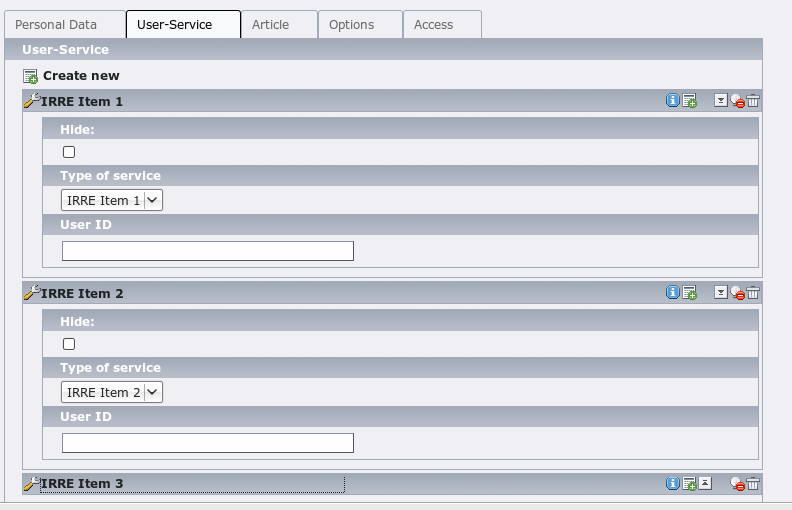 Personal Data User-Service Article Options Access
User-Service
Create new
IRRE Item 1
Hide:
Type of service
IRRE Item 1
User ID
IRRE Item 2
Hide:
Type of service
IRRE Item 2
User ID
IRRE Item 3